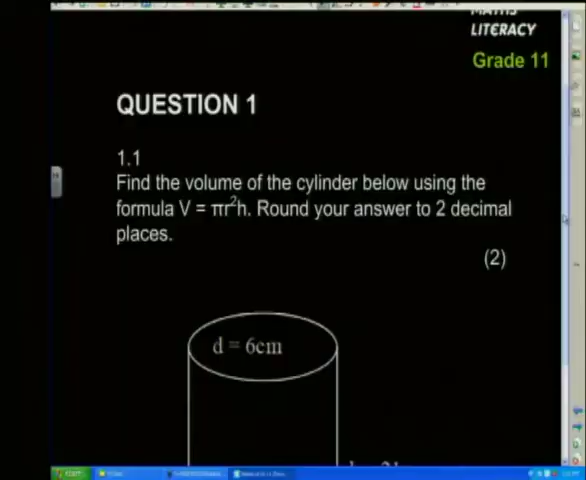 LITERACY
Grade 11
QUESTION 1
1.1
Find the volume of the cylinder below using the
formula V = πr²h. Round your answer to 2 decimal
places.
(2)
d = 6cm